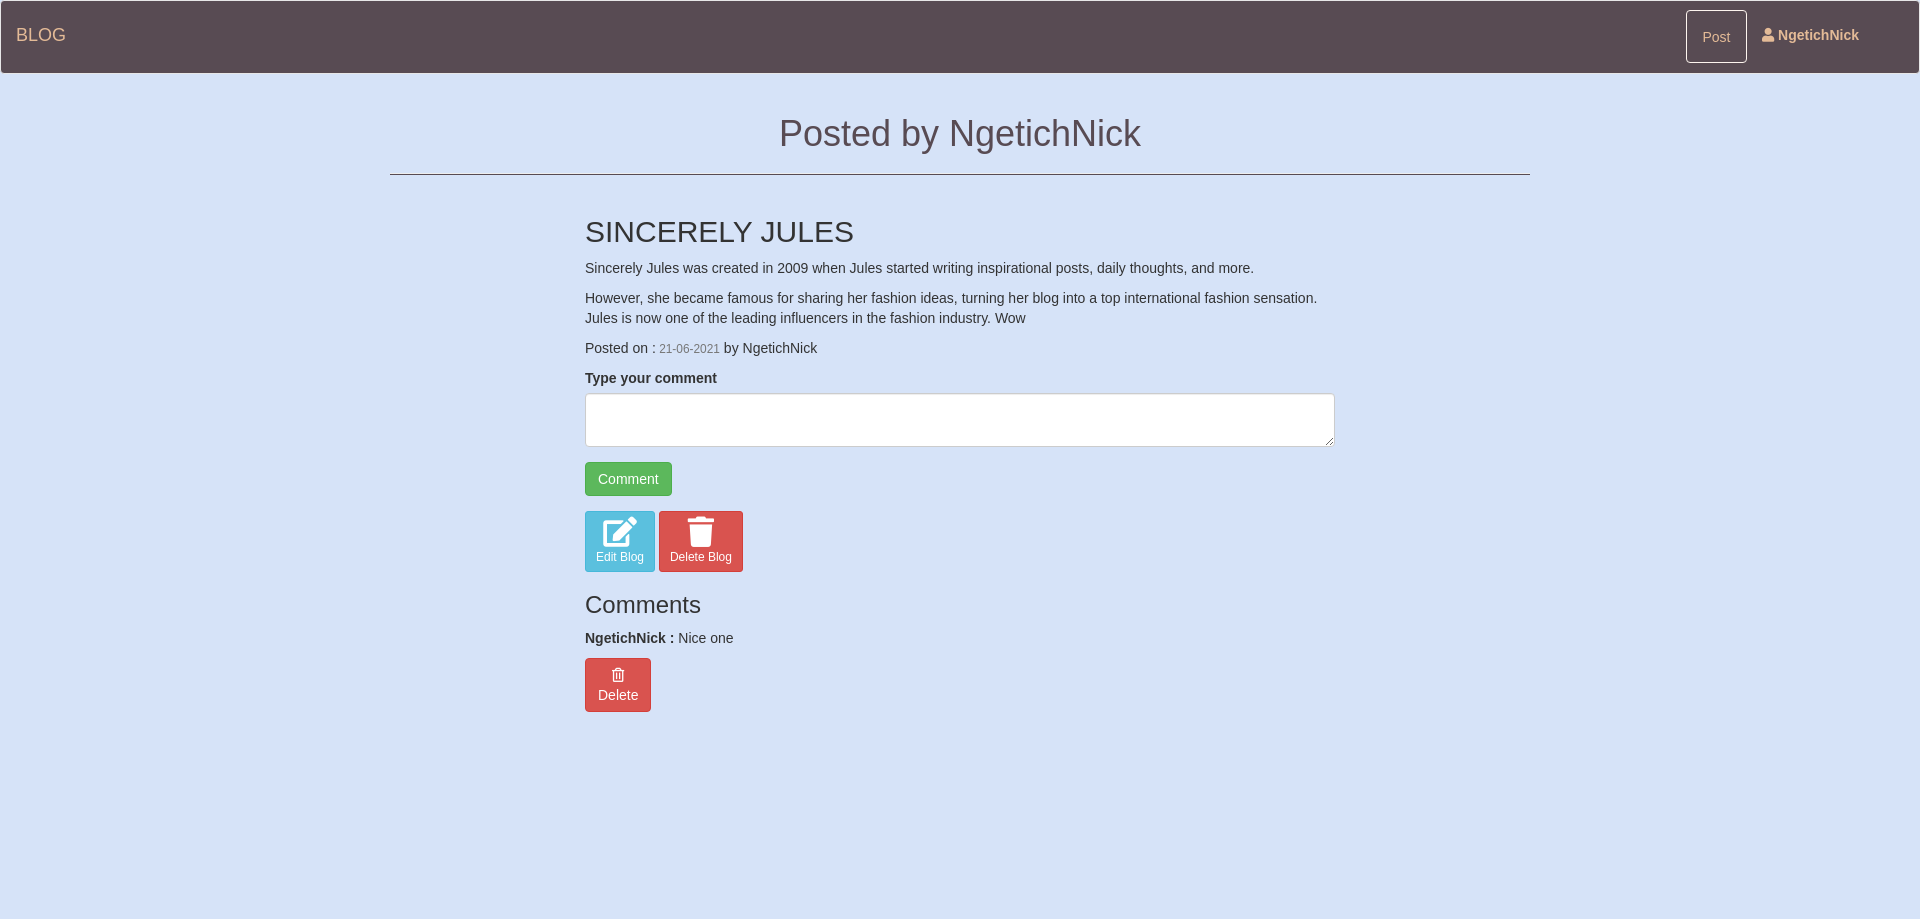 BLOG
Post
NgetichNick
Posted by NgetichNick
SINCERELY JULES
Sincerely Jules was created in 2009 when Jules started writing inspirational posts, daily thoughts, and more.
However, she became famous for sharing her fashion ideas, turning her blog into a top international fashion sensation.
Jules is now one of the leading influencers in the fashion industry. Wow
Posted on : 21-06-2021 by NgetichNick
Type your comment
Comment
Edit Blog
Delete Blog
Comments
NgetichNick : Nice one
Delete